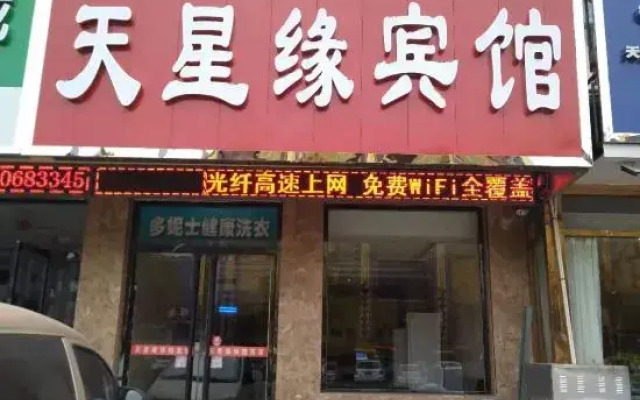 天星缘宾馆
天
0683345
光纤高速上网 免费WiFi全覆盖
多妮士健康洗衣